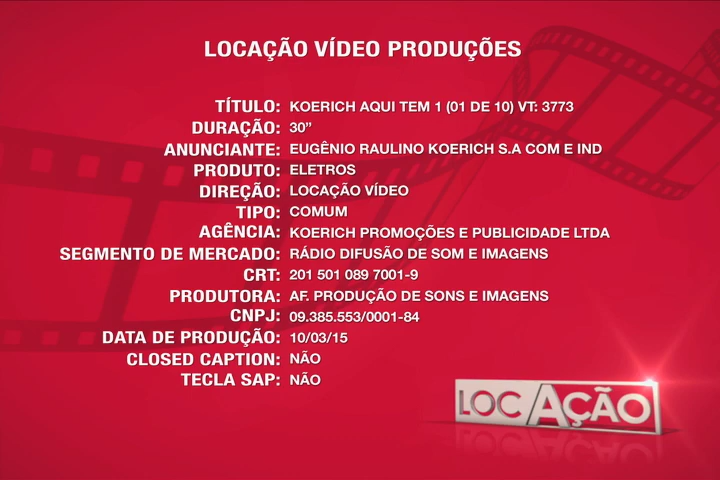 LOCAÇÃO VÍDEO PRODUÇÕES
TÍTULO: KOERICH AQUI TEM 1 (01 DE 10) VT: 3773
DURAÇÃO: 30”
ANUNCIANTE: EUGÊNIO RAULINO KOERICH S.A COM E IND
PRODUTO: ELETROS
DIREÇÃO: LOCAÇÃO VÍDEO
TIPO: COMUM
AGÊNCIA: KOERICH PROMOÇÕES E PUBLICIDADE LTDA
SEGMENTO DE MERCADO: RÁDIO DIFUSÃO DE SOM E IMAGENS
CRT: 201 501 089 7001-9
PRODUTORA: AF. PRODUÇÃO DE SONS E IMAGENS
CNPJ: 09.385.553/0001-84
DATA DE PRODUÇÃO: 10/03/15
CLOSED CAPTION: NÃO
TECLA SAP: NÃO
LOCAÇÃO